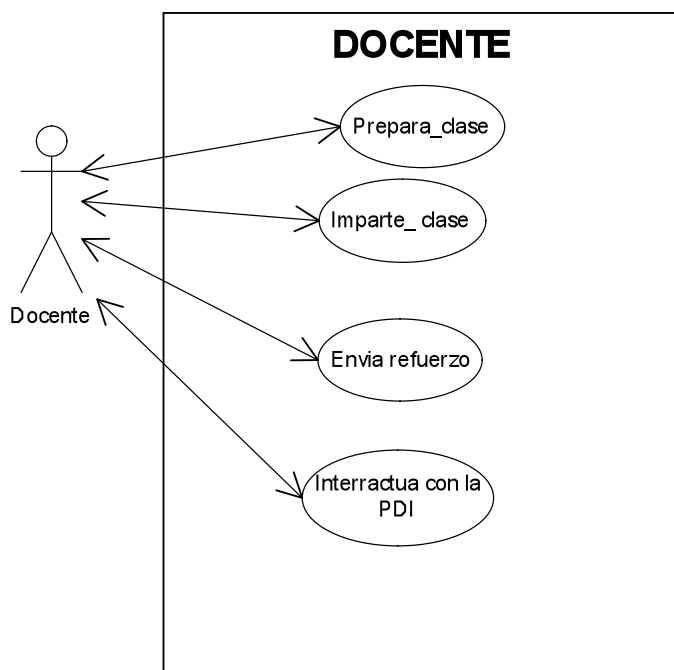 DOCENTE
Prepara_clase
Imparte_ clase
Docente
Envia refuerzo
Interractua con la
PDI